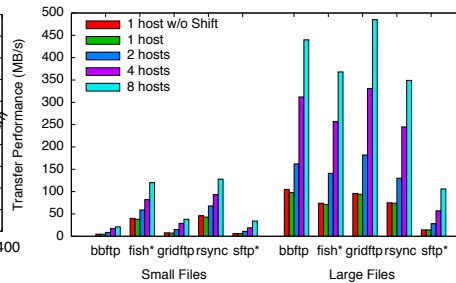 500
450
400
350
300
250
200
150
100
50
0
Transfer Performance (MB/s)
1 host w/o Shift
1 host
2 hosts
4 hosts
8 hosts
bbftp fish* gridftp rsync sftp* bbftp fish* gridftp rsync sftp*
Small Files Large Files
400